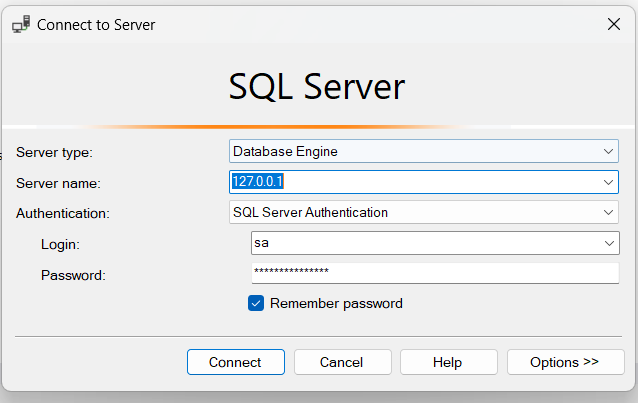 Connect to Server
SQL Server
Server type: Database Engine
Server name: 127.0.0.1
Authentication: SQL Server Authentication
Login: sa
Password: ***************
Remember password
Connect Cancel Help Options >>